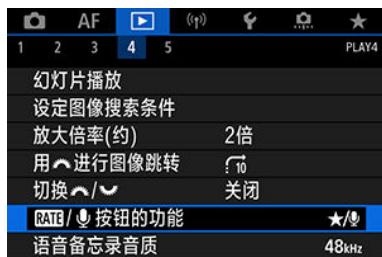 AF
1 2 3 4 5 PLAY4
幻灯片播放
设定图像搜索条件
放大倍率(约) 2倍
用进行图像跳转 10
切换/ 关闭
RATE/按钮的功能 ★/
语音备忘录音质 48kHz